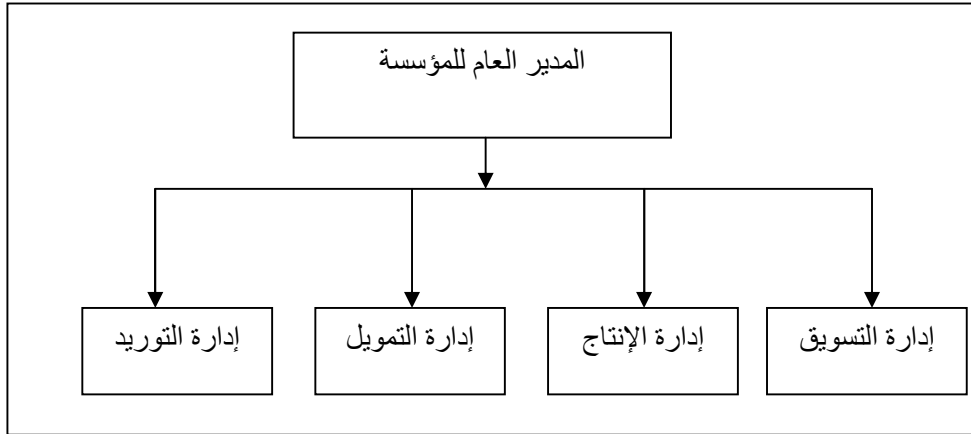 المدير العام للمؤسسة
إدارة التسويق
إدارة الإنتاج
إدارة التمويل
إدارة التوريد